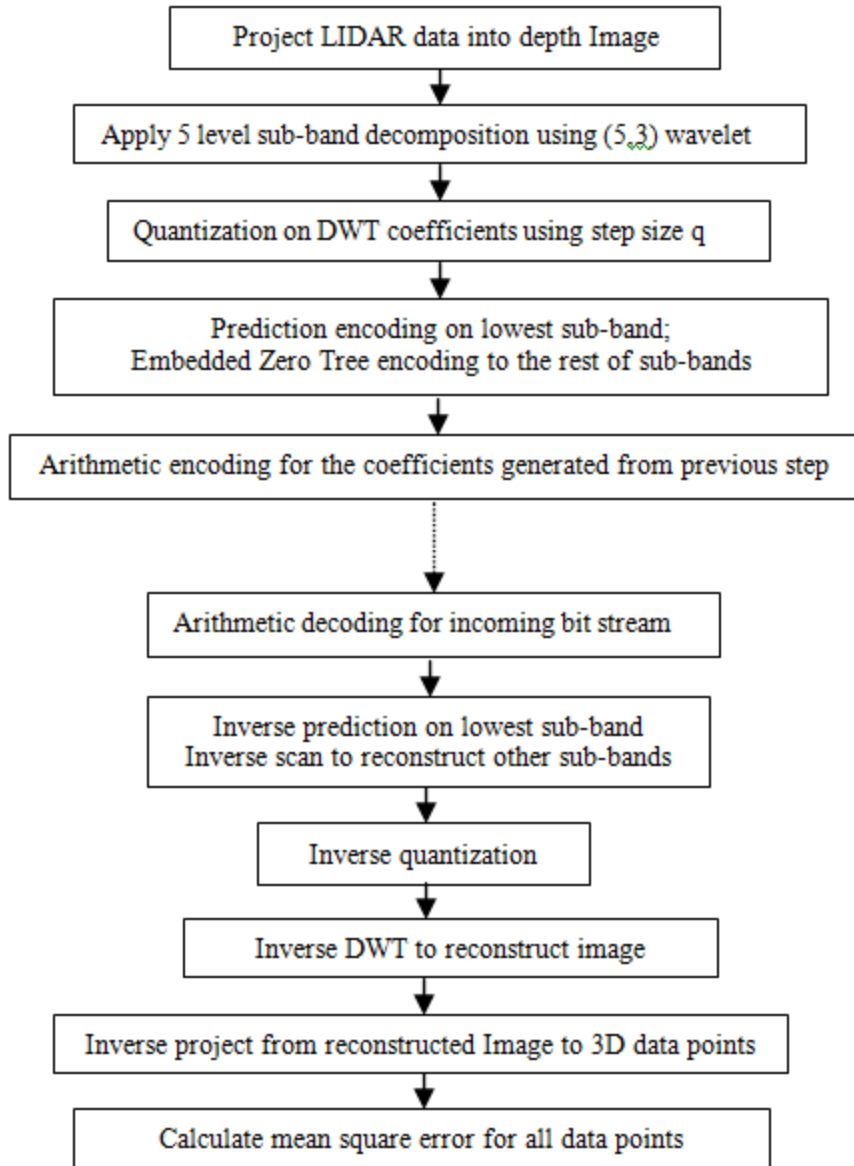 Project LIDAR data into depth Image
Apply 5 level sub-band decomposition using (5,3) wavelet
Quantization on DWT coefficients using step size q
Prediction encoding on lowest sub-band;
Embedded Zero Tree encoding to the rest of sub-bands
Arithmetic encoding for the coefficients generated from previous step
Arithmetic decoding for incoming bit stream
Inverse prediction on lowest sub-band
Inverse scan to reconstruct other sub-bands
Inverse quantization
Inverse DWT to reconstruct image
Inverse project from reconstructed Image to 3D data points
Calculate mean square error for all data points